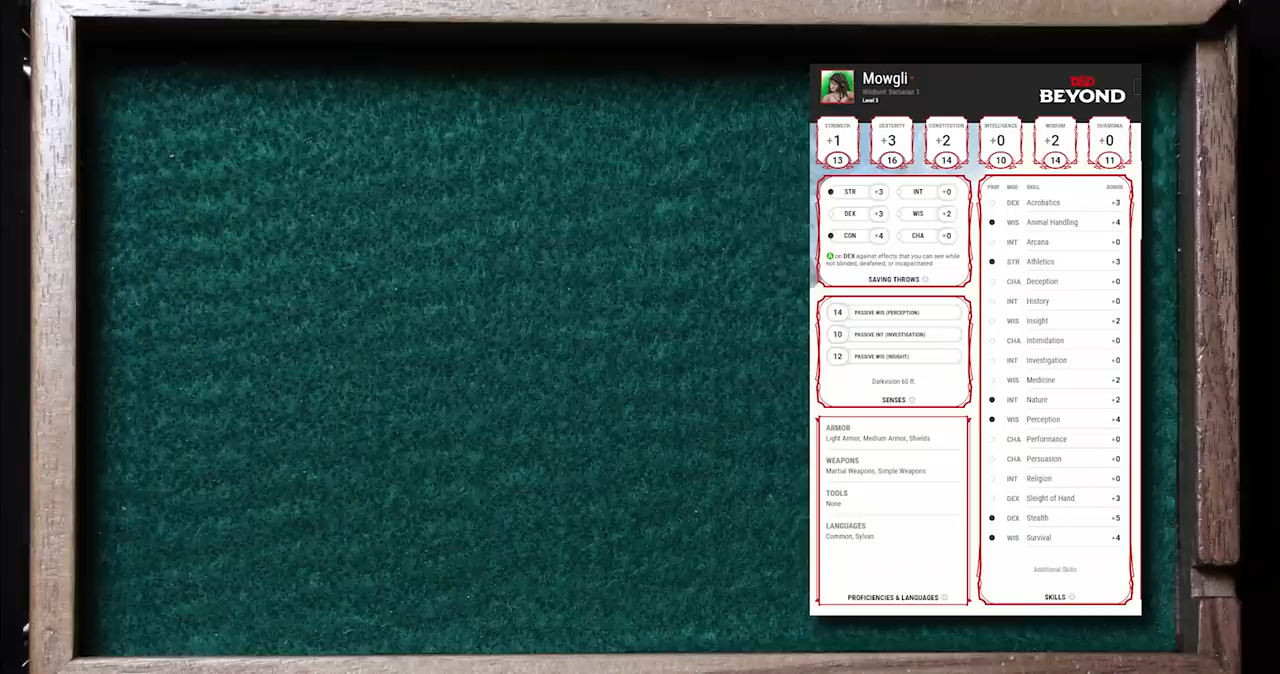 Mowgli
Wildhunt Barbarian 3
Level 3
D&D
BEYOND
STRENGTH
+1
13
DEXTERITY
+3
16
CONSTITUTION
+2
14
INTELLIGENCE
+0
10
WISDOM
+2
14
CHARISMA
+0
11
STR +3 INT +0
DEX +3 WIS +2
CON +4 CHA +0
A on DEX against effects that you can see while
not blinded, deafened, or incapacitated.
SAVING THROWS
14 PASSIVE WIS (PERCEPTION)
10 PASSIVE INT (INVESTIGATION)
12 PASSIVE WIS (INSIGHT)
Darkvision 60 ft.
SENSES
ARMOR
Light Armor, Medium Armor, Shields
WEAPONS
Martial Weapons, Simple Weapons
TOOLS
None
LANGUAGES
Common, Sylvan
PROFICIENCIES & LANGUAGES
PROF MOD SKILL BONUS
DEX Acrobatics +3
WIS Animal Handling +4
INT Arcana +0
STR Athletics +3
CHA Deception +0
INT History +0
WIS Insight +2
CHA Intimidation +0
INT Investigation +0
WIS Medicine +2
INT Nature +2
WIS Perception +4
CHA Performance +0
CHA Persuasion +0
INT Religion +0
DEX Sleight of Hand +3
DEX Stealth +5
WIS Survival +4
Additional Skills
SKILLS